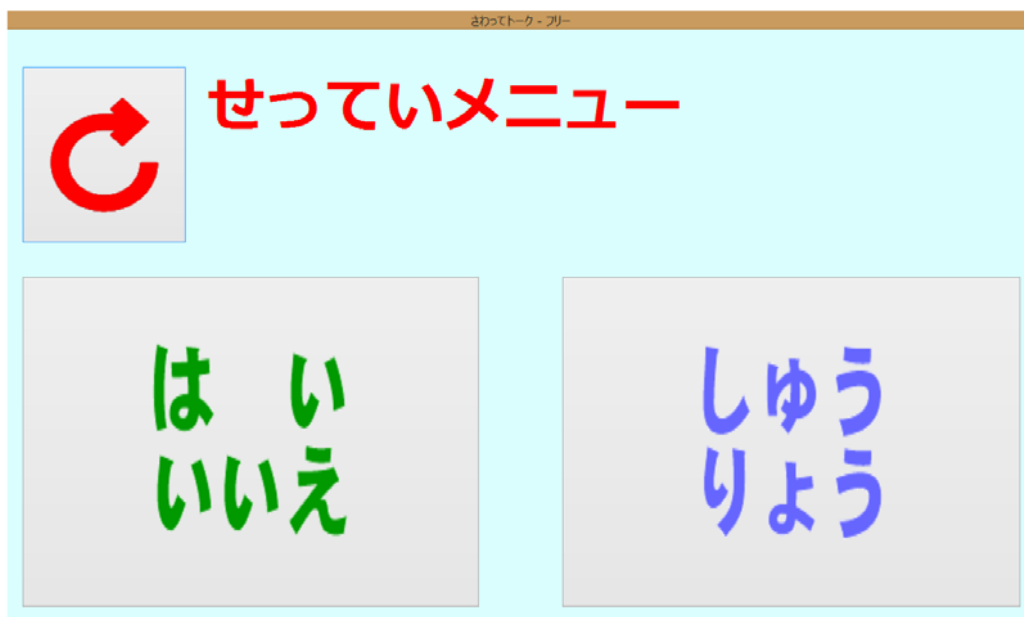 さわってトーク - フリー
せっていメニュー
は　い
いいえ
しゅう
りょう